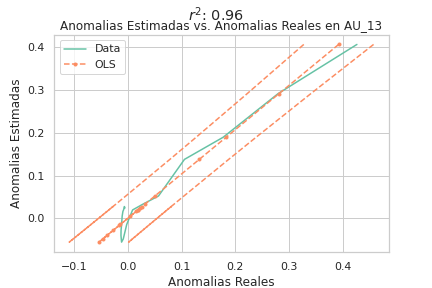 r²: 0.96
Anomalias Estimadas vs. Anomalias Reales en AU_13
Data
OLS
Anomalias Estimadas
0.4
0.3
0.2
0.1
0.0
−0.1 0.0 0.1 0.2 0.3 0.4
Anomalias Reales